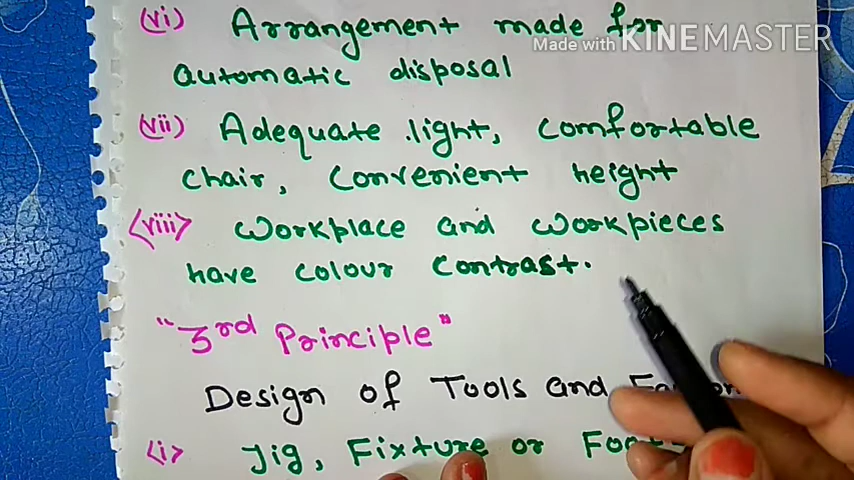 (vi) Arrangement made for
Made with KINEMASTER
automatic disposal
(vii) Adequate light, comfortable
chair, convenient height
(viii) workplace and workpieces
have colour contrast.
"3rd Principle"
Design of Tools and
(i) Jig, Fixture or